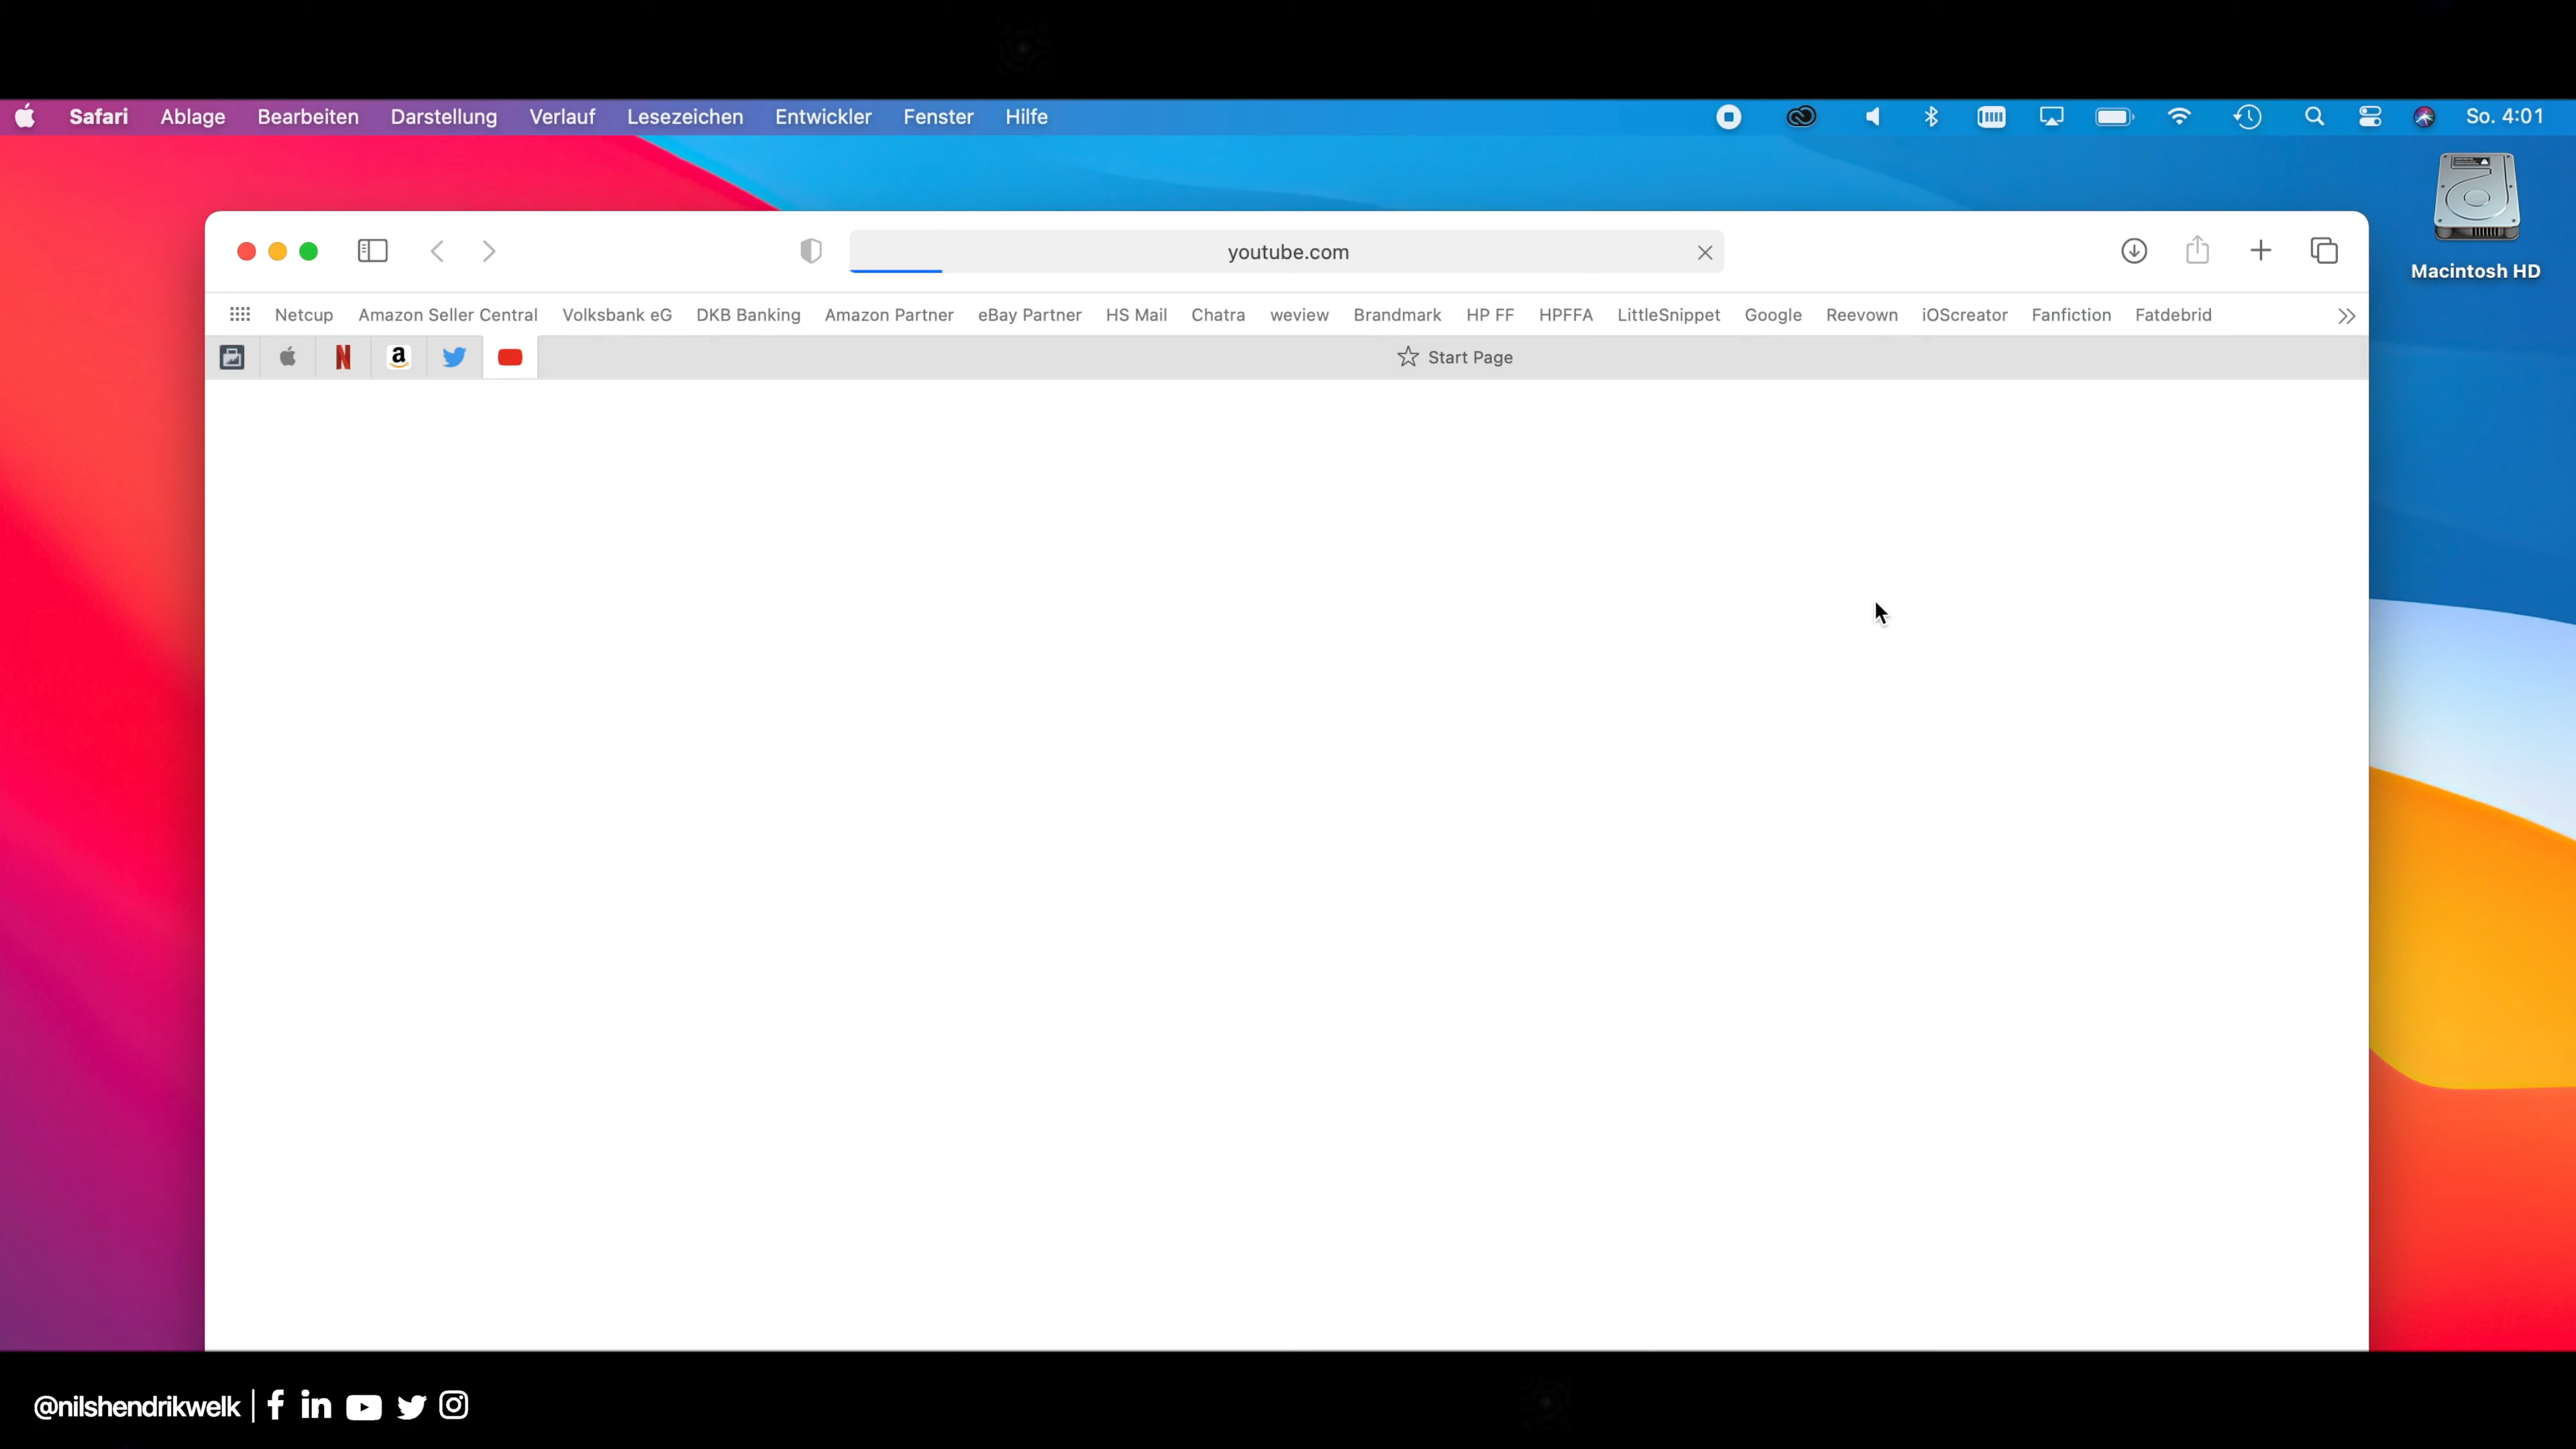 Safari Ablage Bearbeiten Darstellung Verlauf Lesezeichen Entwickler Fenster Hilfe So. 4:01
Macintosh HD
youtube.com
Netcup Amazon Seller Central Volksbank eG DKB Banking Amazon Partner eBay Partner HS Mail Chatra weview Brandmark HP FF HPFFA LittleSnippet Google Reevown iOScreator Fanfiction Fatdebrid
Start Page
@nilshendrikwelk